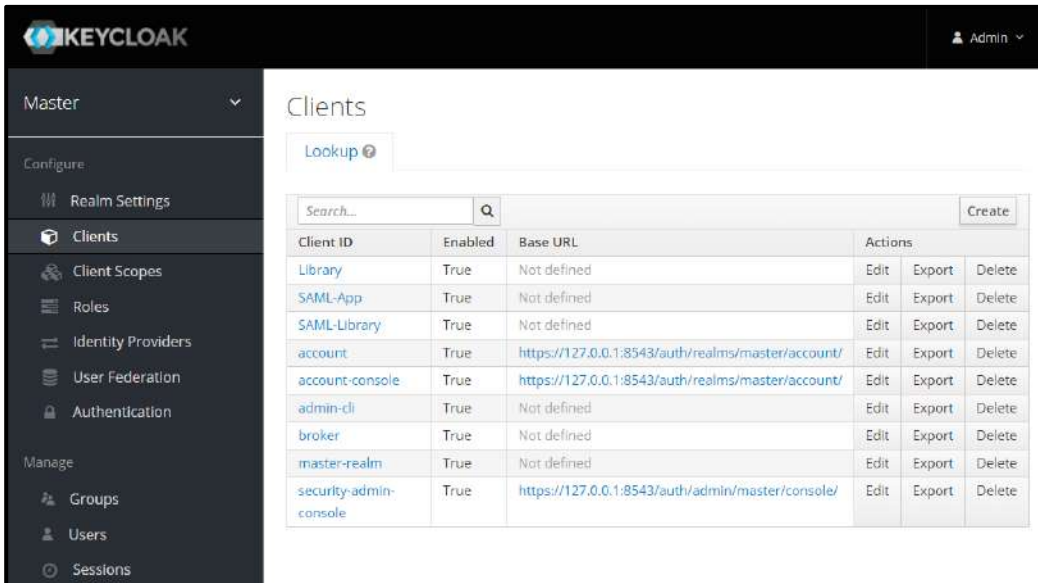 KEYCLOAK
Admin
Master
Configure
Realm Settings
Clients
Client Scopes
Roles
Identity Providers
User Federation
Authentication
Manage
Groups
Users
Sessions
Clients
Lookup
Search...
Create
Client ID Enabled Base URL Actions
Library True Not defined Edit Export Delete
SAML-App True Not defined Edit Export Delete
SAML-Library True Not defined Edit Export Delete
account True https://127.0.0.1:8543/auth/realms/master/account/ Edit Export Delete
account-console True https://127.0.0.1:8543/auth/realms/master/account/ Edit Export Delete
admin-cli True Not defined Edit Export Delete
broker True Not defined Edit Export Delete
master-realm True Not defined Edit Export Delete
security-admin- True https://127.0.0.1:8543/auth/admin/master/console/ Edit Export Delete
console